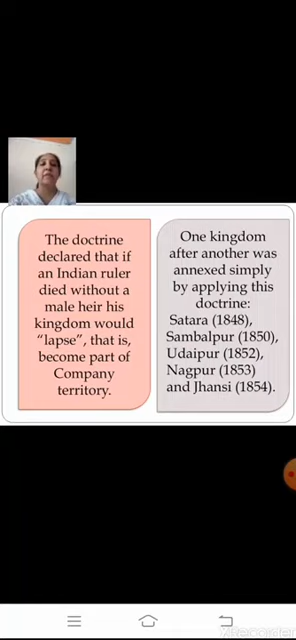 The doctrine
declared that if
an Indian ruler
died without a
male heir his
kingdom would
“lapse”, that is,
become part of
Company
territory.
One kingdom
after another was
annexed simply
by applying this
doctrine:
Satara (1848),
Sambalpur (1850),
Udaipur (1852),
Nagpur (1853)
and Jhansi (1854).
XRecorder